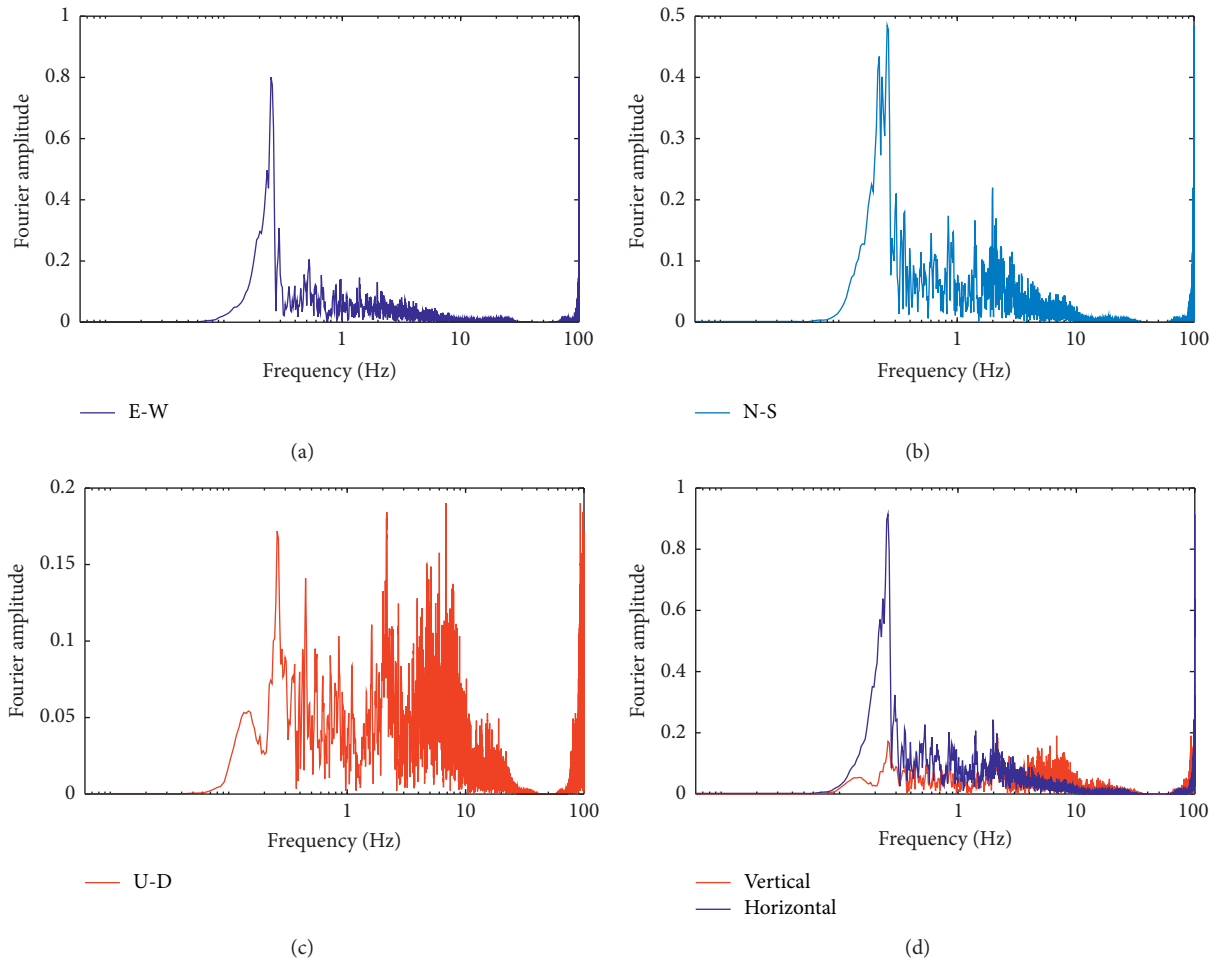 1
0.8
0.6
0.4
0.2
0
Fourier amplitude
1 10 100
Frequency (Hz)
E-W
(a)
0.5
0.4
0.3
0.2
0.1
0
Fourier amplitude
1 10 100
Frequency (Hz)
N-S
(b)
0.2
0.15
0.1
0.05
0
Fourier amplitude
1 10 100
Frequency (Hz)
U-D
(c)
1
0.8
0.6
0.4
0.2
0
Fourier amplitude
1 10 100
Frequency (Hz)
Vertical
Horizontal
(d)